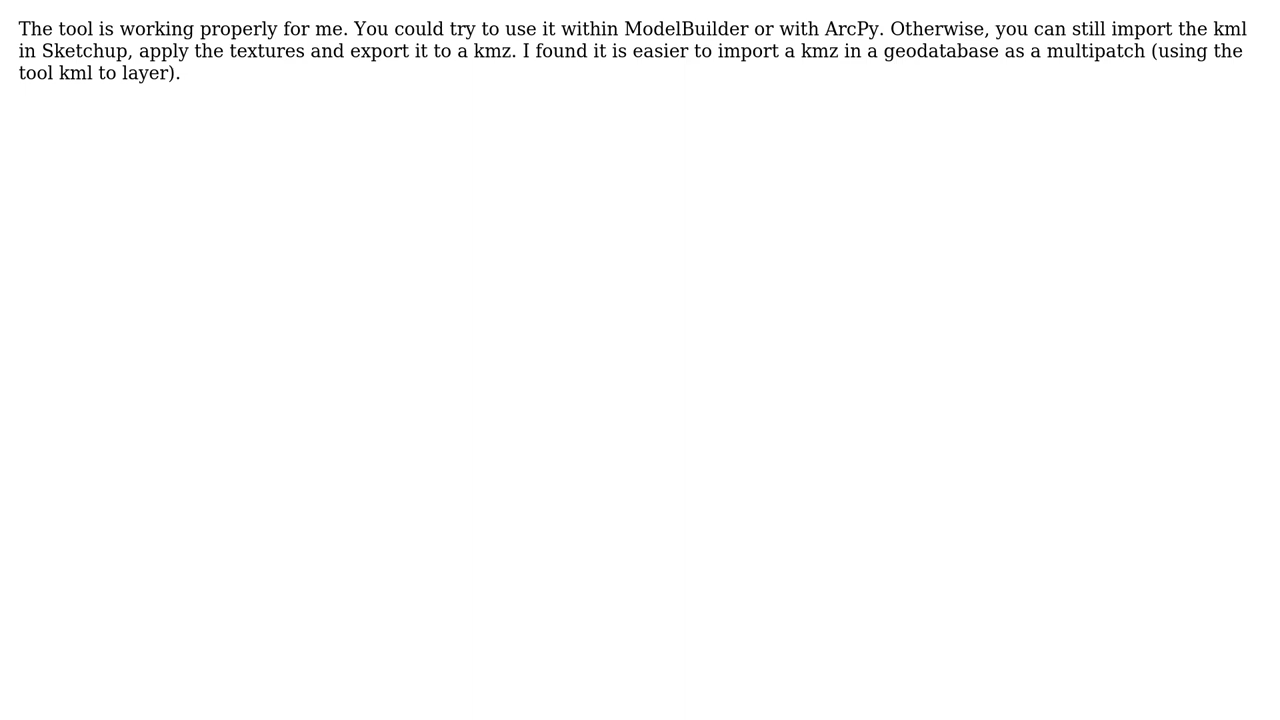 The tool is working properly for me. You could try to use it within ModelBuilder or with ArcPy. Otherwise, you can still import the kml
in Sketchup, apply the textures and export it to a kmz. I found it is easier to import a kmz in a geodatabase as a multipatch (using the
tool kml to layer).